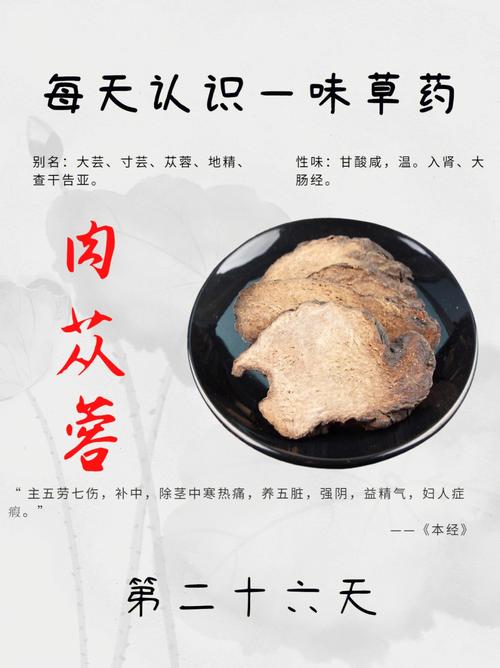 每天认识一味草药
别名：大芸、寸芸、苁蓉、地精、
查干告亚。
性味：甘酸咸，温。入肾、大
肠经。
肉苁蓉
“主五劳七伤，补中，除茎中寒热痛，养五脏，强阴，益精气，妇人症
瘕。”
——《本经》
第二十六天